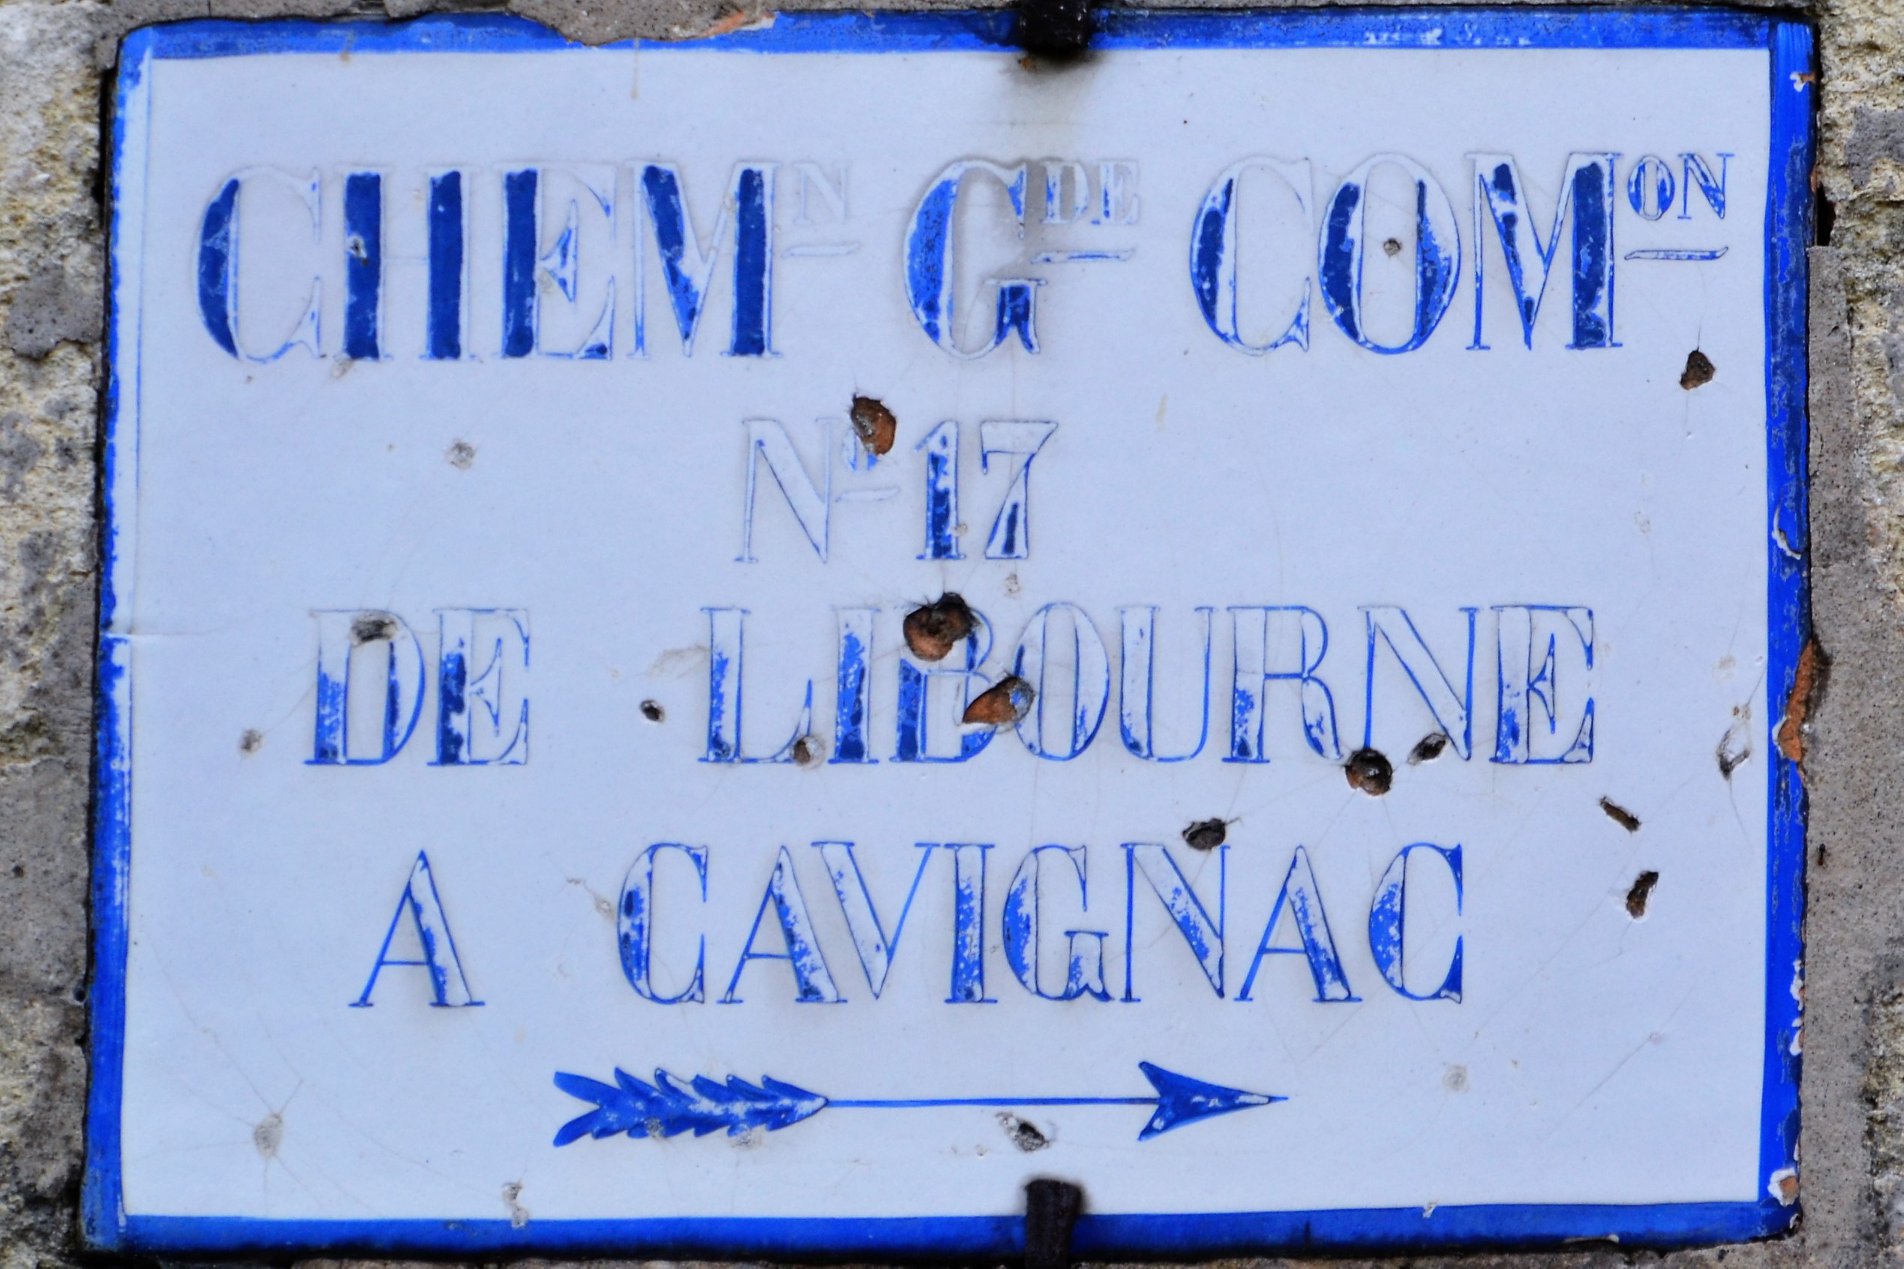 CHEMᴺ Gᴰᴱ COMᴼᴺ
Nº 17
DE LIBOURNE
A CAVIGNAC